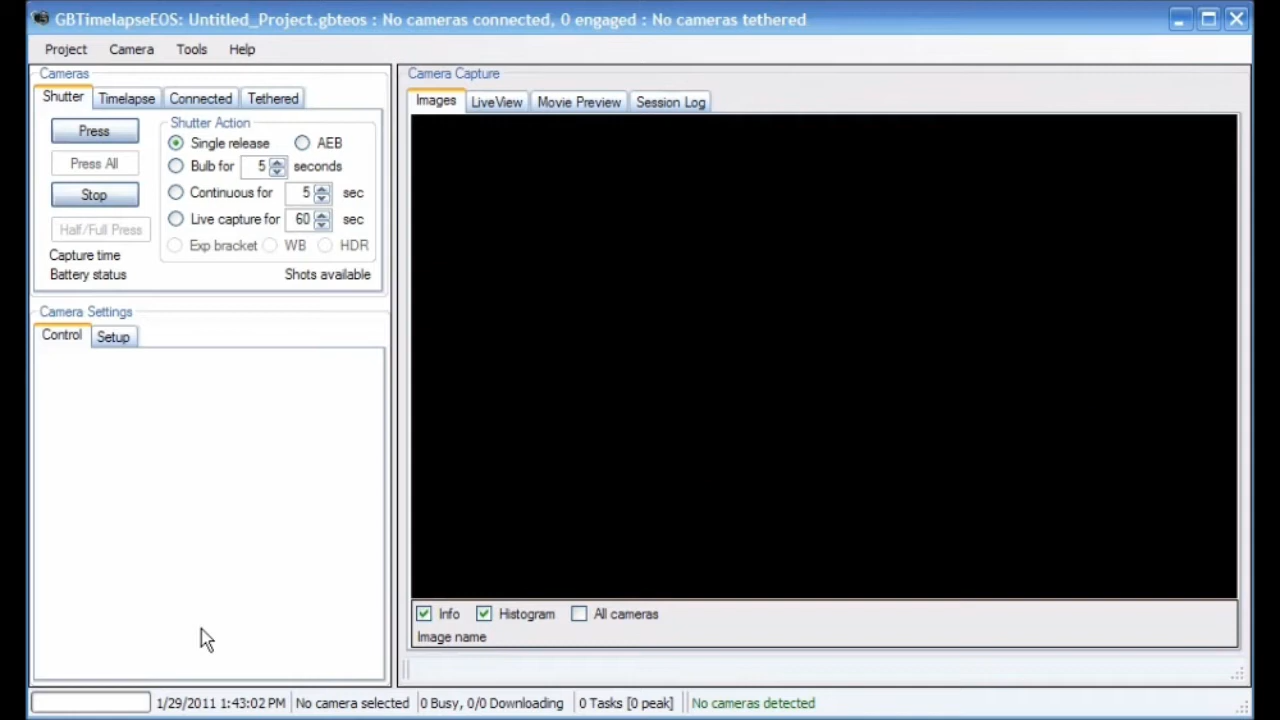 GBTimelapseEOS: Untitled_Project.gbteos : No cameras connected, 0 engaged : No cameras tethered
Project Camera Tools Help
Cameras
Shutter Timelapse Connected Tethered
Press
Press All
Stop
Half/Full Press
Shutter Action
Single release AEB
Bulb for 5 seconds
Continuous for 5 sec
Live capture for 60 sec
Exp bracket WB HDR
Capture time
Battery status Shots available
Camera Settings
Control Setup
Camera Capture
Images LiveView Movie Preview Session Log
Info Histogram All cameras
Image name
1/29/2011 1:43:02 PM No camera selected 0 Busy, 0/0 Downloading 0 Tasks [0 peak] No cameras detected